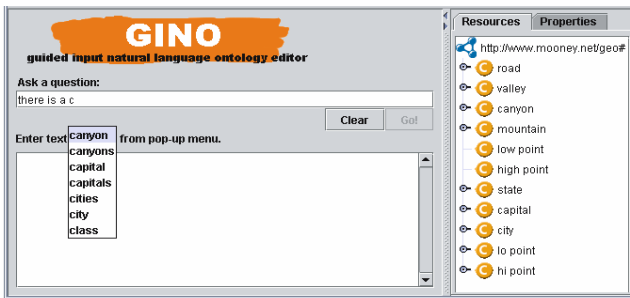 GINO
guided input natural language ontology editor
Ask a question:
there is a c
Clear
Go!
Enter text
from pop-up menu.
canyon
canyons
capital
capitals
cities
city
class
Resources
Properties
http://www.mooney.net/geo#
road
valley
canyon
mountain
low point
high point
state
capital
city
lo point
hi point